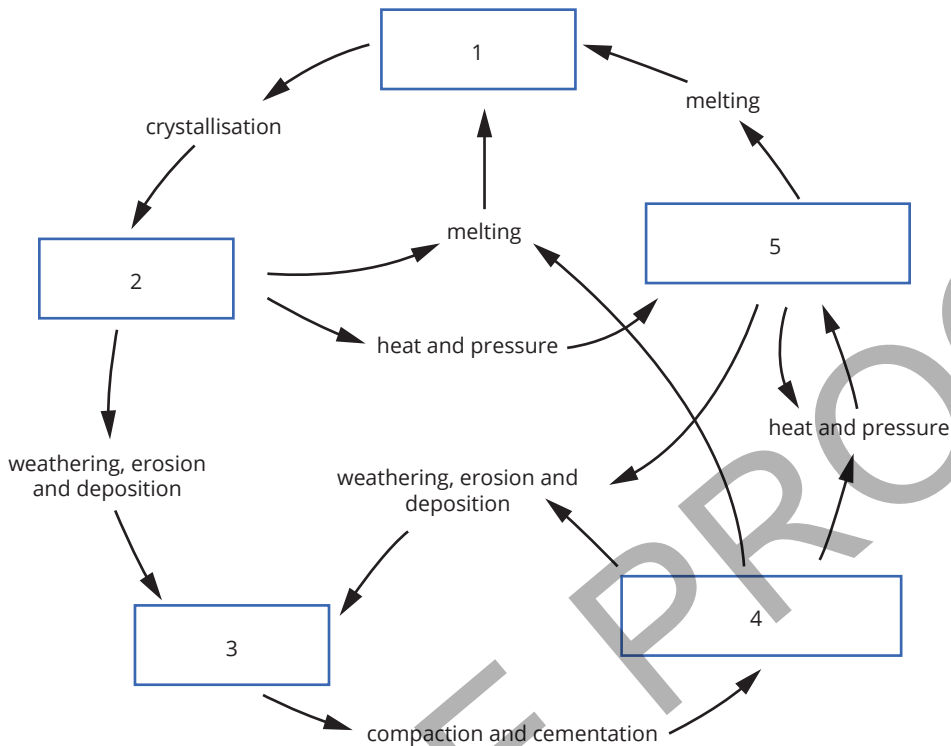 1
melting
crystallisation
melting
2
5
heat and pressure
heat and pressure
weathering, erosion
and deposition
weathering, erosion and
deposition
3
4
compaction and cementation
E PROS